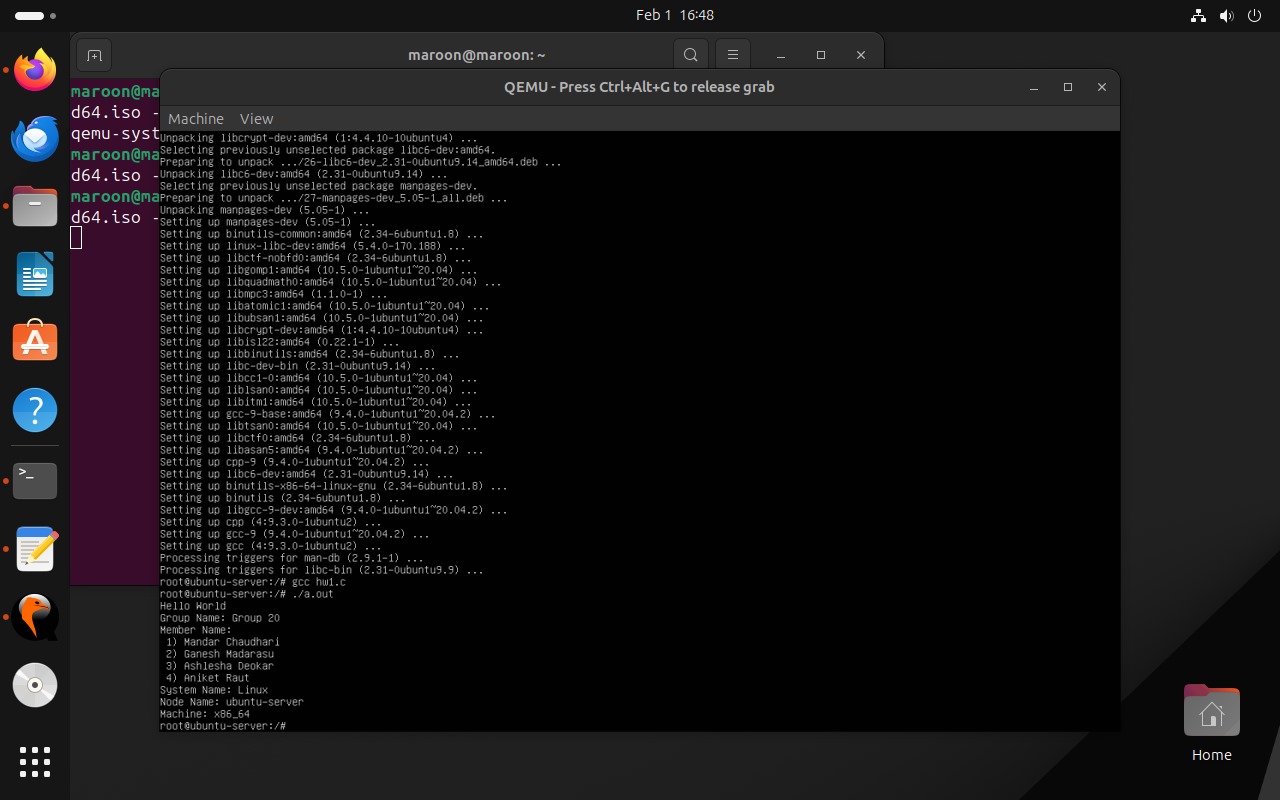 Feb 1 16:48
maroon@maroon: ~
maroon@ma
d64.iso -
qemu-syst
maroon@ma
d64.iso -
maroon@ma
d64.iso -
QEMU - Press Ctrl+Alt+G to release grab
Machine View
Unpacking libcrypt-dev:amd64 (1:4.4.10-10ubuntu4) ...
Selecting previously unselected package libc6-dev:amd64.
Preparing to unpack .../26-libc6-dev_2.31-0ubuntu9.14_amd64.deb ...
Unpacking libc6-dev:amd64 (2.31-0ubuntu9.14) ...
Selecting previously unselected package manpages-dev.
Preparing to unpack .../27-manpages-dev_5.05-1_all.deb ...
Unpacking manpages-dev (5.05-1) ...
Setting up manpages-dev (5.05-1) ...
Setting up binutils-common:amd64 (2.34-6ubuntu1.8) ...
Setting up linux-libc-dev:amd64 (5.4.0-170.188) ...
Setting up libctf-nobfd0:amd64 (2.34-6ubuntu1.8) ...
Setting up libgomp1:amd64 (10.5.0-1ubuntu1~20.04) ...
Setting up libquadmath0:amd64 (10.5.0-1ubuntu1~20.04) ...
Setting up libmpc3:amd64 (1.1.0-1) ...
Setting up libatomic1:amd64 (10.5.0-1ubuntu1~20.04) ...
Setting up libubsan1:amd64 (10.5.0-1ubuntu1~20.04) ...
Setting up libcrypt-dev:amd64 (1:4.4.10-10ubuntu4) ...
Setting up libisl22:amd64 (0.22.1-1) ...
Setting up libbinutils:amd64 (2.34-6ubuntu1.8) ...
Setting up libc-dev-bin (2.31-0ubuntu9.14) ...
Setting up libcc1-0:amd64 (10.5.0-1ubuntu1~20.04) ...
Setting up liblsan0:amd64 (10.5.0-1ubuntu1~20.04) ...
Setting up libitm1:amd64 (10.5.0-1ubuntu1~20.04) ...
Setting up gcc-9-base:amd64 (9.4.0-1ubuntu1~20.04.2) ...
Setting up libtsan0:amd64 (10.5.0-1ubuntu1~20.04) ...
Setting up libctf0:amd64 (2.34-6ubuntu1.8) ...
Setting up libasan5:amd64 (9.4.0-1ubuntu1~20.04.2) ...
Setting up cpp-9 (9.4.0-1ubuntu1~20.04.2) ...
Setting up libc6-dev:amd64 (2.31-0ubuntu9.14) ...
Setting up binutils-x86-64-linux-gnu (2.34-6ubuntu1.8) ...
Setting up binutils (2.34-6ubuntu1.8) ...
Setting up libgcc-9-dev:amd64 (9.4.0-1ubuntu1~20.04.2) ...
Setting up cpp (4:9.3.0-1ubuntu2) ...
Setting up gcc-9 (9.4.0-1ubuntu1~20.04.2) ...
Setting up gcc (4:9.3.0-1ubuntu2) ...
Processing triggers for man-db (2.9.1-1) ...
Processing triggers for libc-bin (2.31-0ubuntu9.9) ...
root@ubuntu-server:/# gcc hw1.c
root@ubuntu-server:/# ./a.out
Hello World
Group Name: Group 20
Member Name:
1) Mandar Chaudhari
2) Ganesh Madarasu
3) Ashlesha Deokar
4) Aniket Raut
System Name: Linux
Node Name: ubuntu-server
Machine: x86_64
root@ubuntu-server:/#
Home